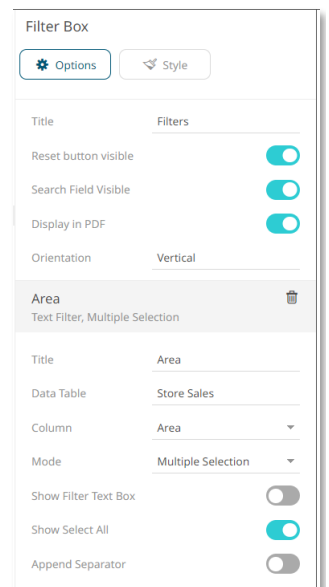 Filter Box
Options Style
Title Filters
Reset button visible
Search Field Visible
Display in PDF
Orientation Vertical
Area
Text Filter, Multiple Selection
Title Area
Data Table Store Sales
Column Area
Mode Multiple Selection
Show Filter Text Box
Show Select All
Append Separator